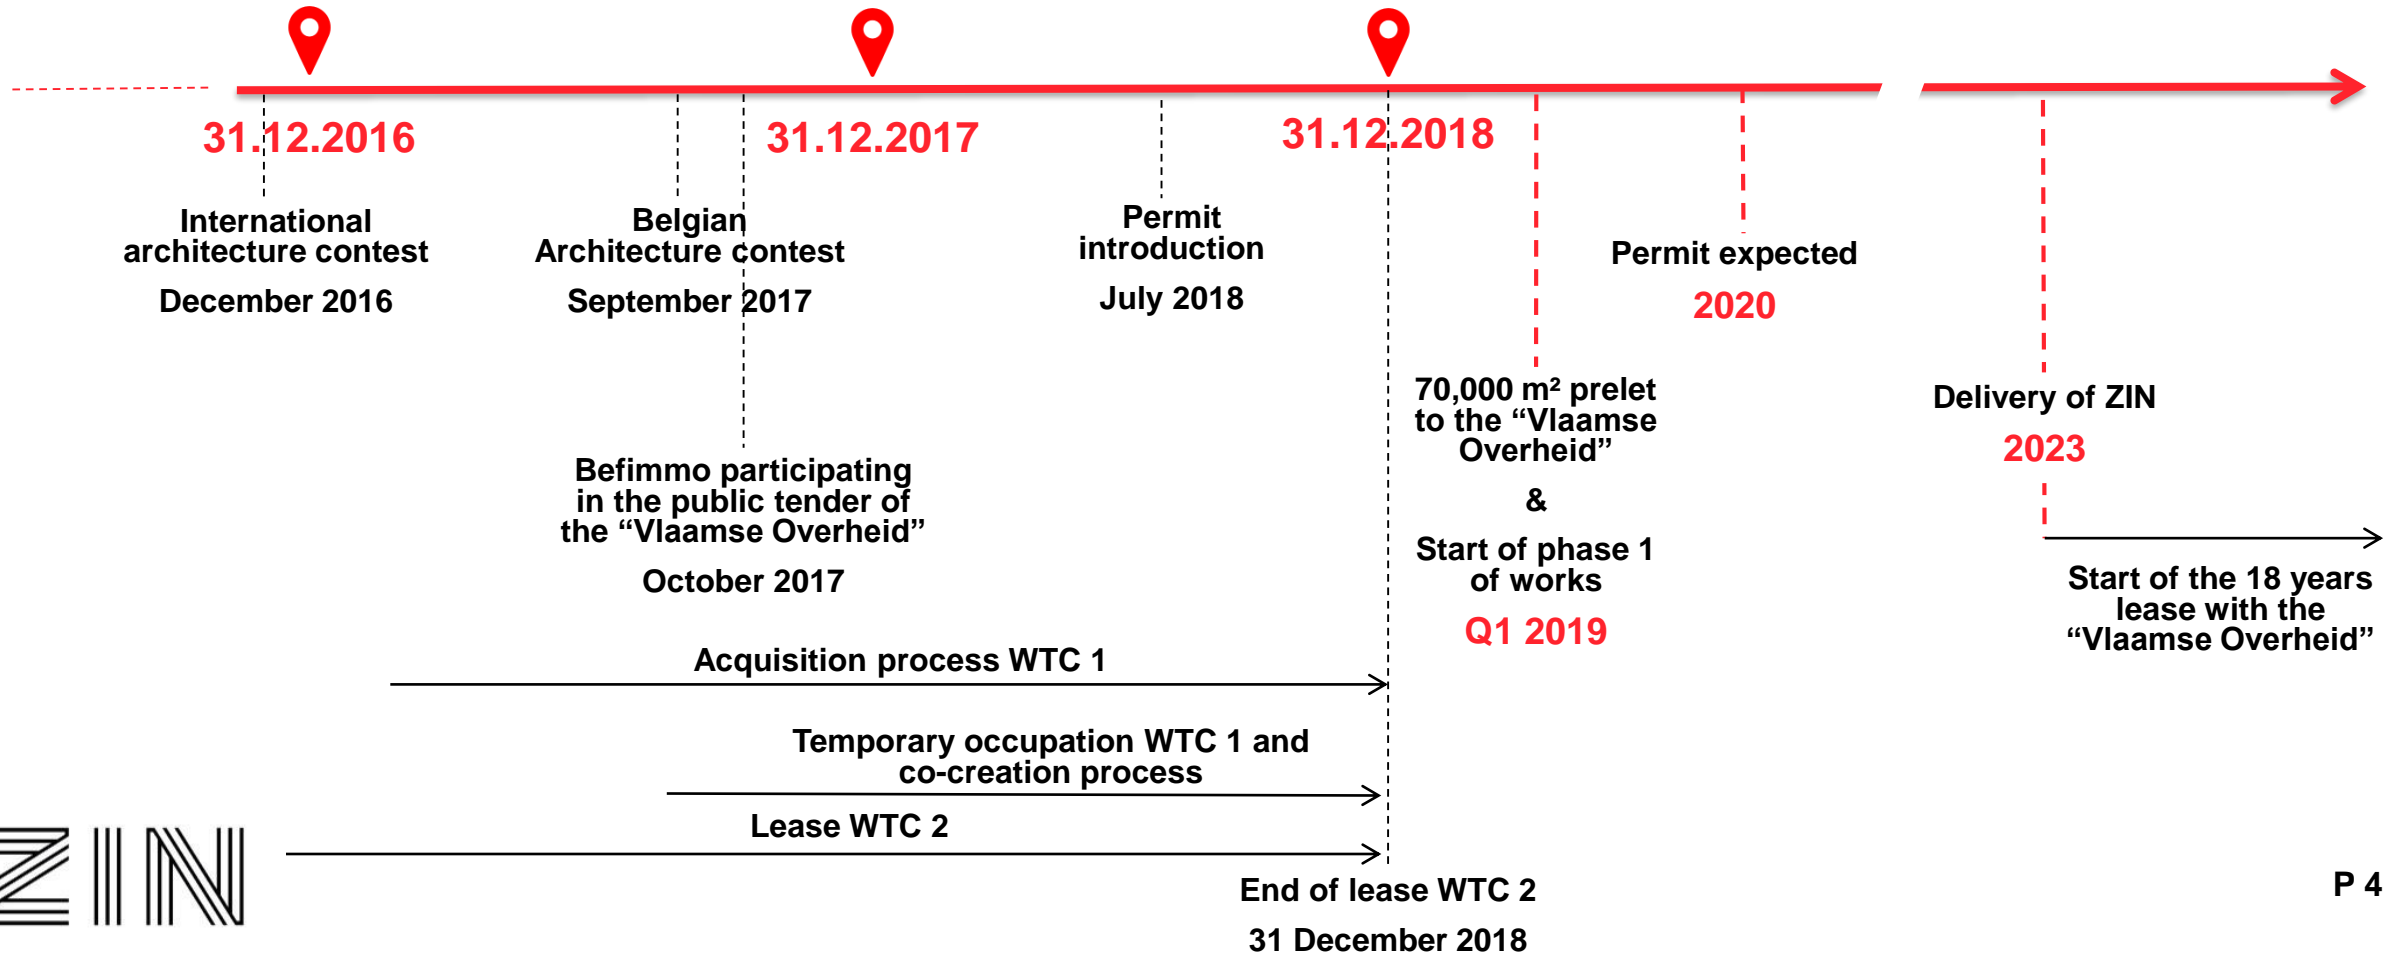 31.12.2016
31.12.2017
31.12.2018
International
architecture contest
December 2016
Belgian
Architecture contest
September 2017
Permit
introduction
July 2018
Permit expected
2020
Befimmo participating
in the public tender of
the “Vlaamse Overheid”
October 2017
70,000 m² prelet
to the “Vlaamse
Overheid”
&
Start of phase 1
of works
Q1 2019
Delivery of ZIN
2023
Start of the 18 years
lease with the
“Vlaamse Overheid”
Acquisition process WTC 1
Temporary occupation WTC 1 and
co-creation process
Lease WTC 2
End of lease WTC 2
31 December 2018
ZIN
P 4